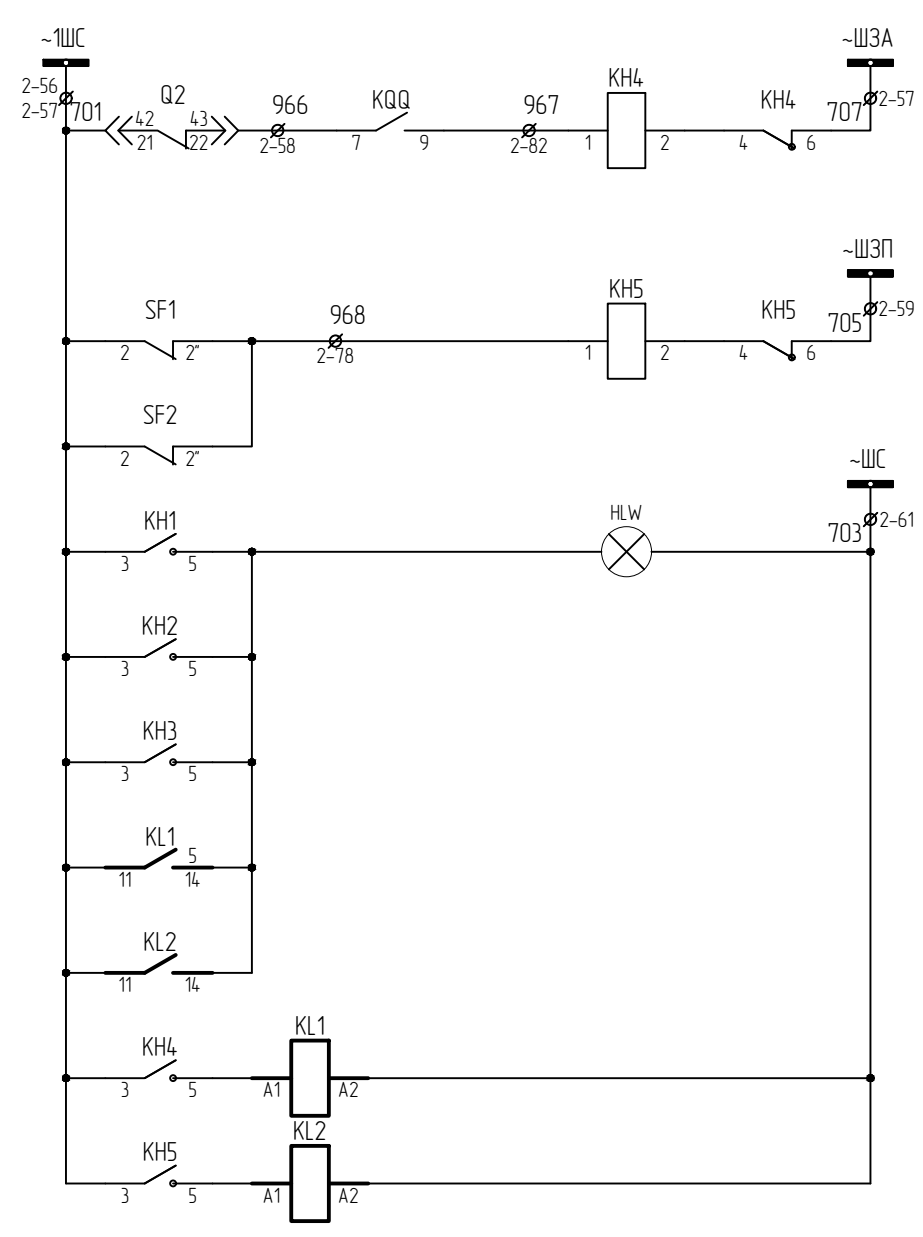 ~1ШС
~ШЗА
2-56
2-57
701
Q2
42
43
21
22
966
2-58
KQQ
7
9
967
2-82
KH4
1
2
KH4
4
6
707
2-57
~ШЗП
SF1
2
2"
968
2-78
KH5
1
2
KH5
4
6
705
2-59
SF2
2
2"
~ШС
KH1
3
5
HLW
703
2-61
KH2
3
5
KH3
3
5
KL1
5
11
14
KL2
11
14
KH4
3
5
KL1
A1
A2
KH5
3
5
KL2
A1
A2